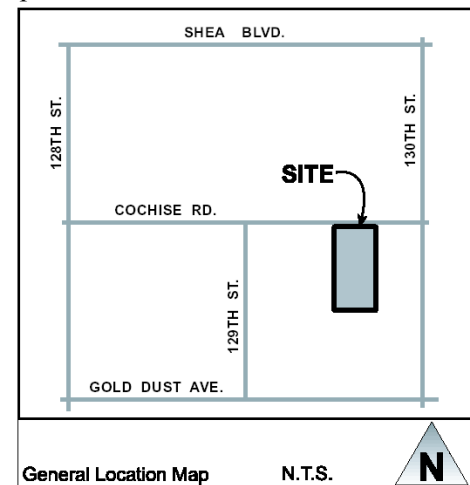 SHEA BLVD.
128TH ST.
130TH ST.
SITE
COCHISE RD.
129TH ST.
GOLD DUST AVE.
General Location Map N.T.S. N